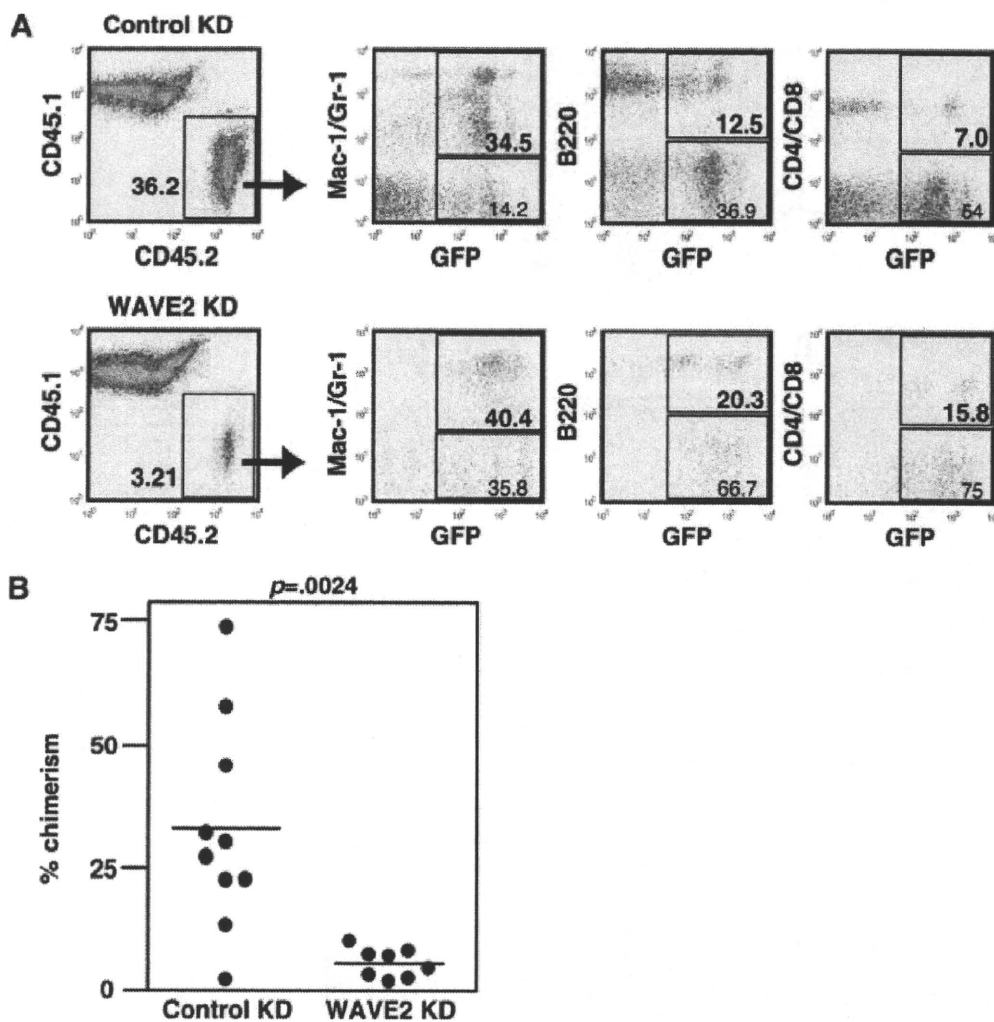 A
Control KD
CD45.1
36.2
CD45.2
Mac-1/Gr-1
34.5
14.2
GFP
B220
12.5
36.9
GFP
CD4/CD8
7.0
54
GFP
WAVE2 KD
CD45.1
3.21
CD45.2
Mac-1/Gr-1
40.4
35.8
GFP
B220
20.3
66.7
GFP
CD4/CD8
15.8
75
GFP
B
p=.0024
% chimerism
75
50
25
0
Control KD
WAVE2 KD